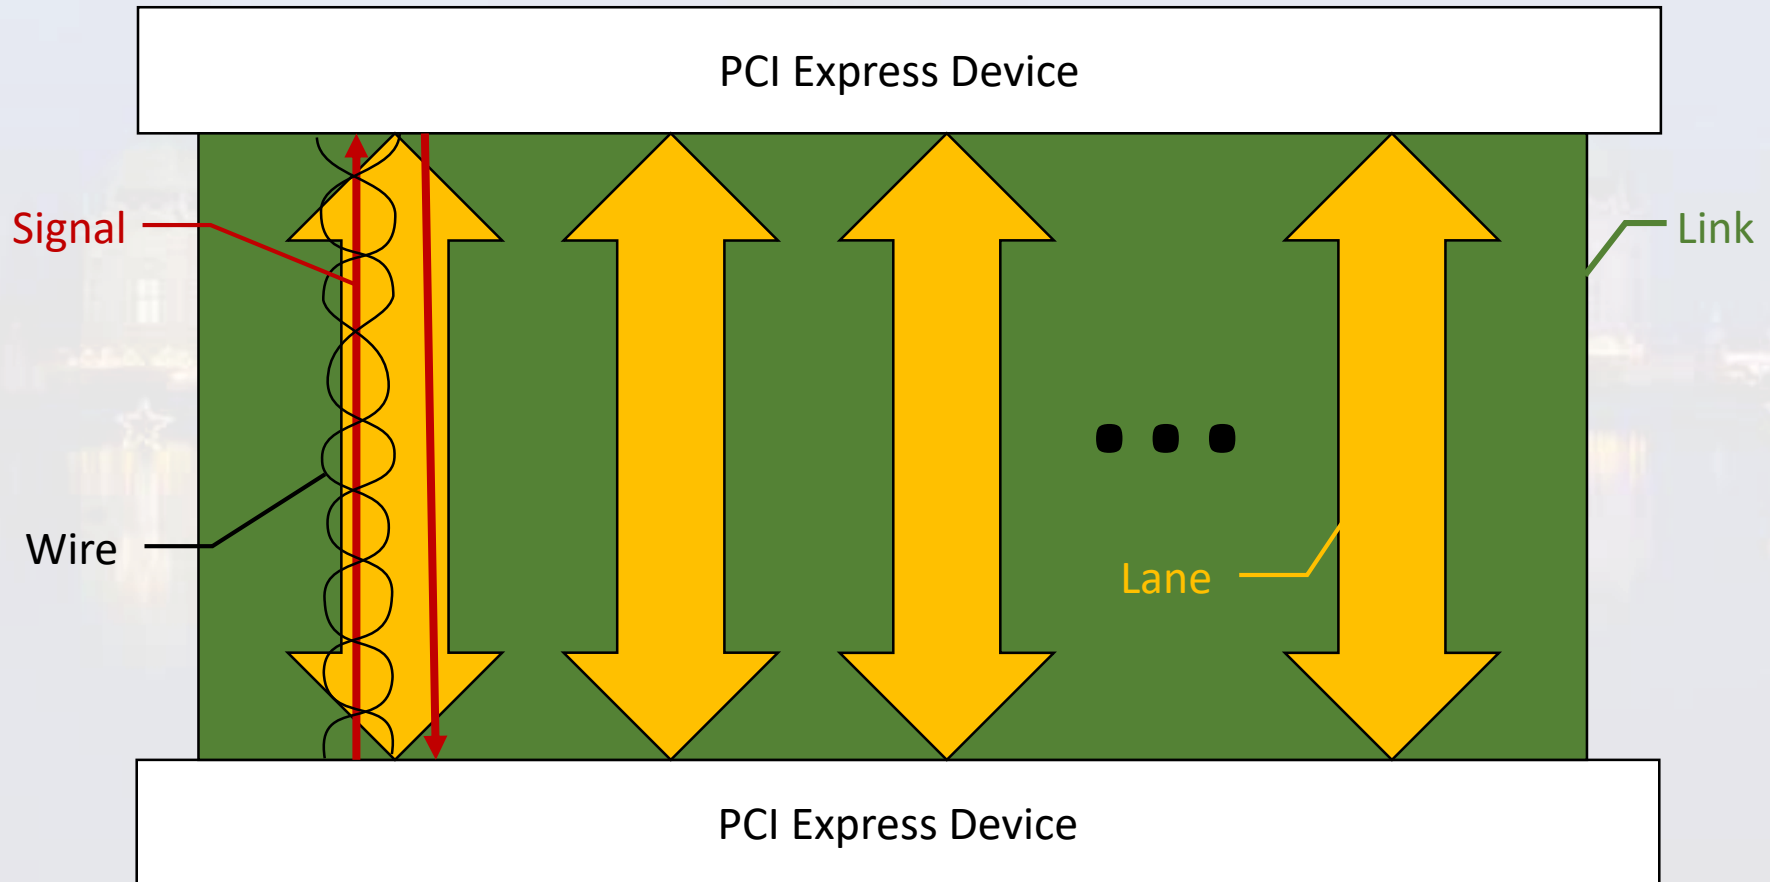 PCI Express Device
Signal
Link
Wire
Lane
PCI Express Device